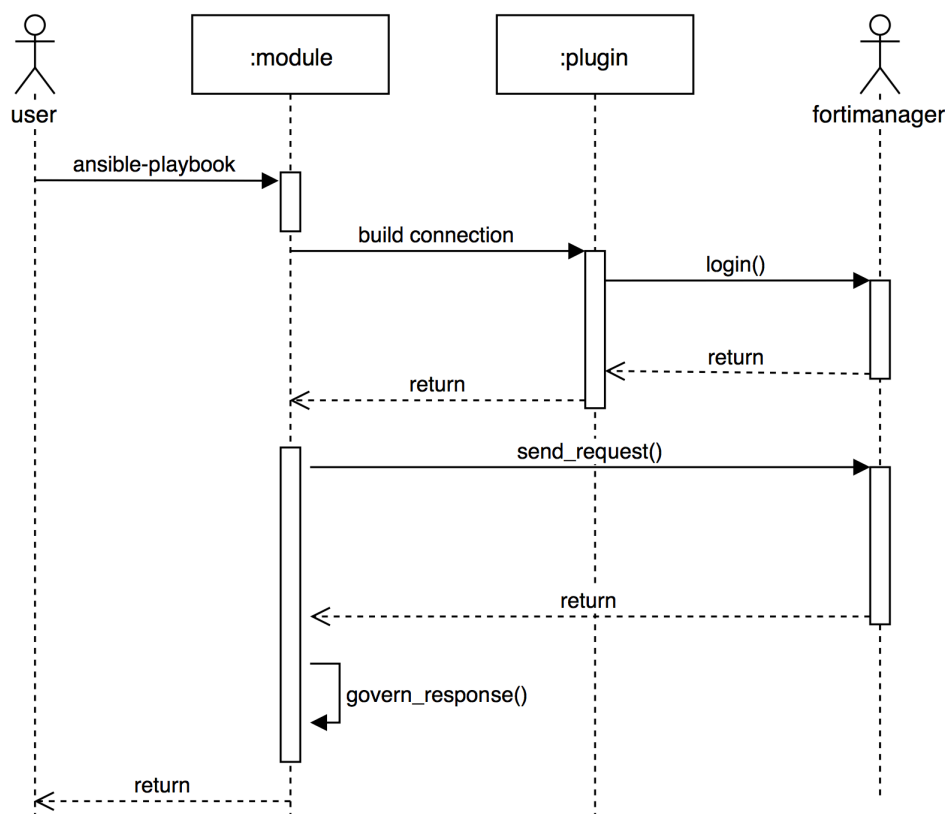 :module
:plugin
user
fortimanager
ansible-playbook
build connection
login()
return
return
send_request()
return
govern_response()
return